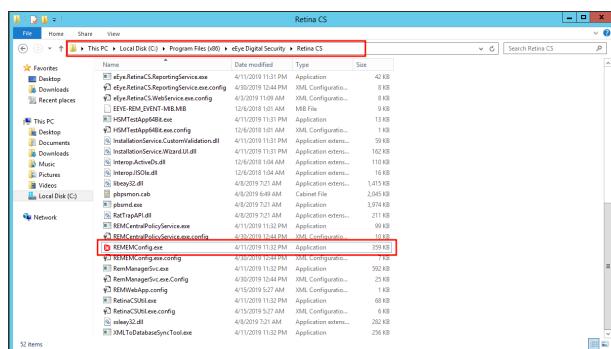 Retina CS
File Home Share View
This PC ▸ Local Disk (C:) ▸ Program Files (x86) ▸ eEye Digital Security ▸ Retina CS
Search Retina CS
Name Date modified Type Size
Favorites
Desktop
Downloads
Recent places
This PC
Desktop
Documents
Downloads
Music
Pictures
Videos
Local Disk (C:)
Network
eEye.RetinaCS.ReportingService.exe 4/11/2019 11:31 PM Application 42 KB
eEye.RetinaCS.ReportingService.exe.config 4/30/2019 12:44 PM XML Configuratio... 8 KB
eEye.RetinaCS.WebService.exe.config 4/3/2019 11:09 AM XML Configuratio... 8 KB
EEYE-REM_EVENT-MIB.MIB 12/6/2018 1:01 AM MIB File 9 KB
HSMTestApp64Bit.exe 4/11/2019 11:31 PM Application 13 KB
HSMTestApp64Bit.exe.config 12/6/2018 1:01 AM XML Configuratio... 1 KB
InstallationService.CustomValidation.dll 4/11/2019 11:31 PM Application extens... 59 KB
InstallationService.Wizard.UI.dll 4/11/2019 11:31 PM Application extens... 162 KB
Interop.ActiveDs.dll 12/6/2018 1:04 AM Application extens... 110 KB
Interop.IISOle.dll 12/6/2018 1:04 AM Application extens... 16 KB
libeay32.dll 4/8/2019 7:21 AM Application extens... 1,415 KB
pbpsmon.cab 4/8/2019 6:49 AM Cabinet File 2,045 KB
pbsmd.exe 4/8/2019 7:21 AM Application 3,974 KB
RatTrapAPI.dll 4/8/2019 7:21 AM Application extens... 211 KB
REMCentralPolicyService.exe 4/11/2019 11:32 PM Application 99 KB
REMCentralPolicyService.exe.config 4/30/2019 12:44 PM XML Configuratio... 10 KB
REMEMConfig.exe 4/11/2019 11:32 PM Application 359 KB
REMEMConfig.exe.config 4/30/2019 12:44 PM XML Configuratio... 7 KB
RemManagerSvc.exe 4/11/2019 11:32 PM Application 592 KB
RemManagerSvc.exe.Config 4/30/2019 12:44 PM XML Configuratio... 25 KB
REMWebApp.config 4/15/2019 5:27 AM XML Configuratio... 1 KB
RetinaCSUtil.exe 4/11/2019 11:32 PM Application 68 KB
RetinaCSUtil.exe.config 4/15/2019 5:27 AM XML Configuratio... 6 KB
ssleay32.dll 4/8/2019 7:21 AM Application extens... 282 KB
XMLToDatabaseSyncTool.exe 4/11/2019 11:32 PM Application 256 KB
52 items